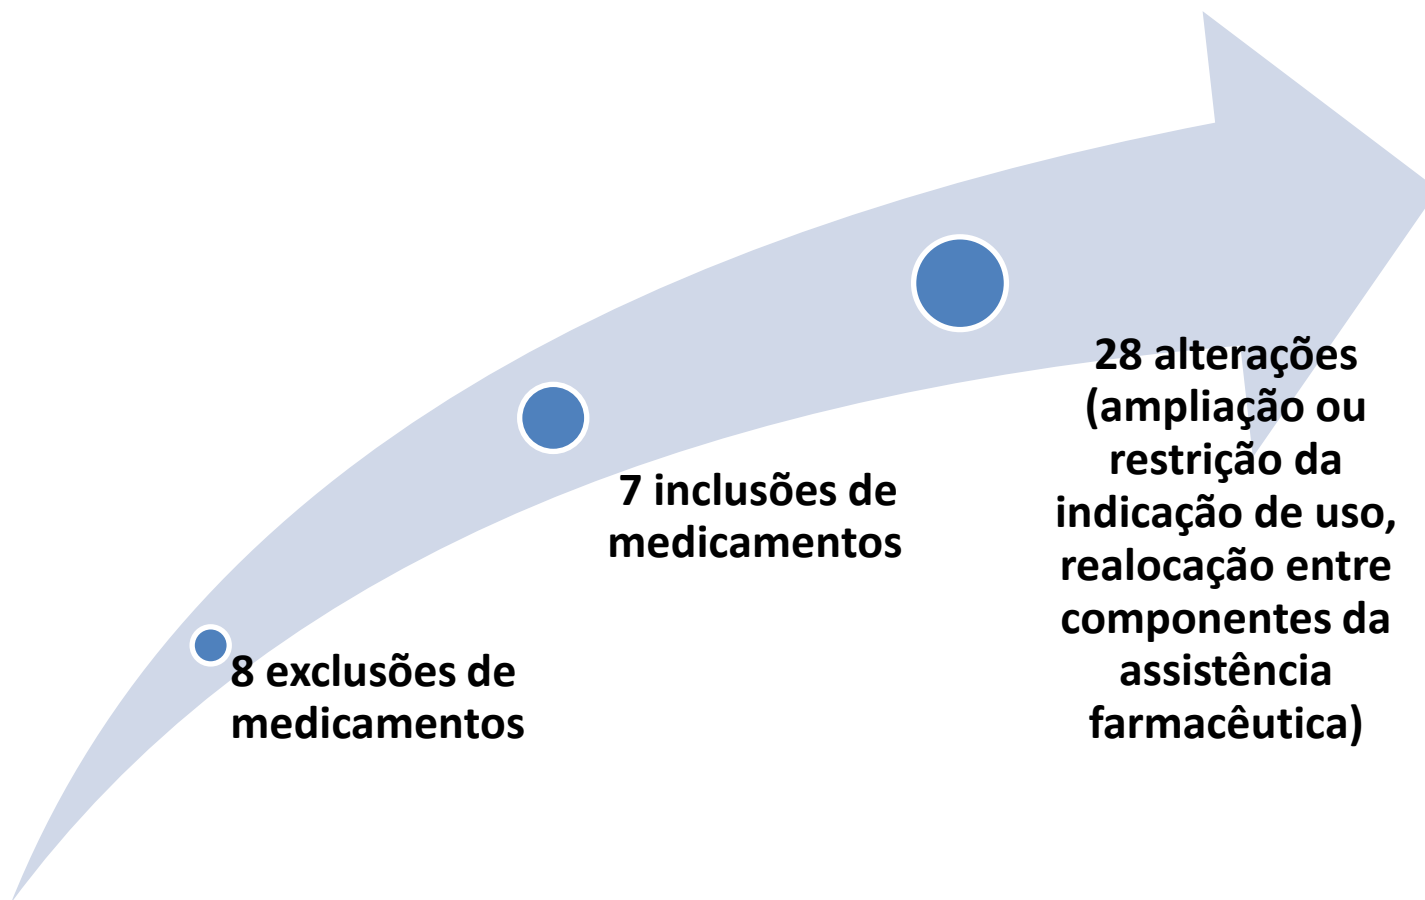 8 exclusões de
medicamentos
7 inclusões de
medicamentos
28 alterações
(ampliação ou
restrição da
indicação de uso,
realocação entre
componentes da
assistência
farmacêutica)